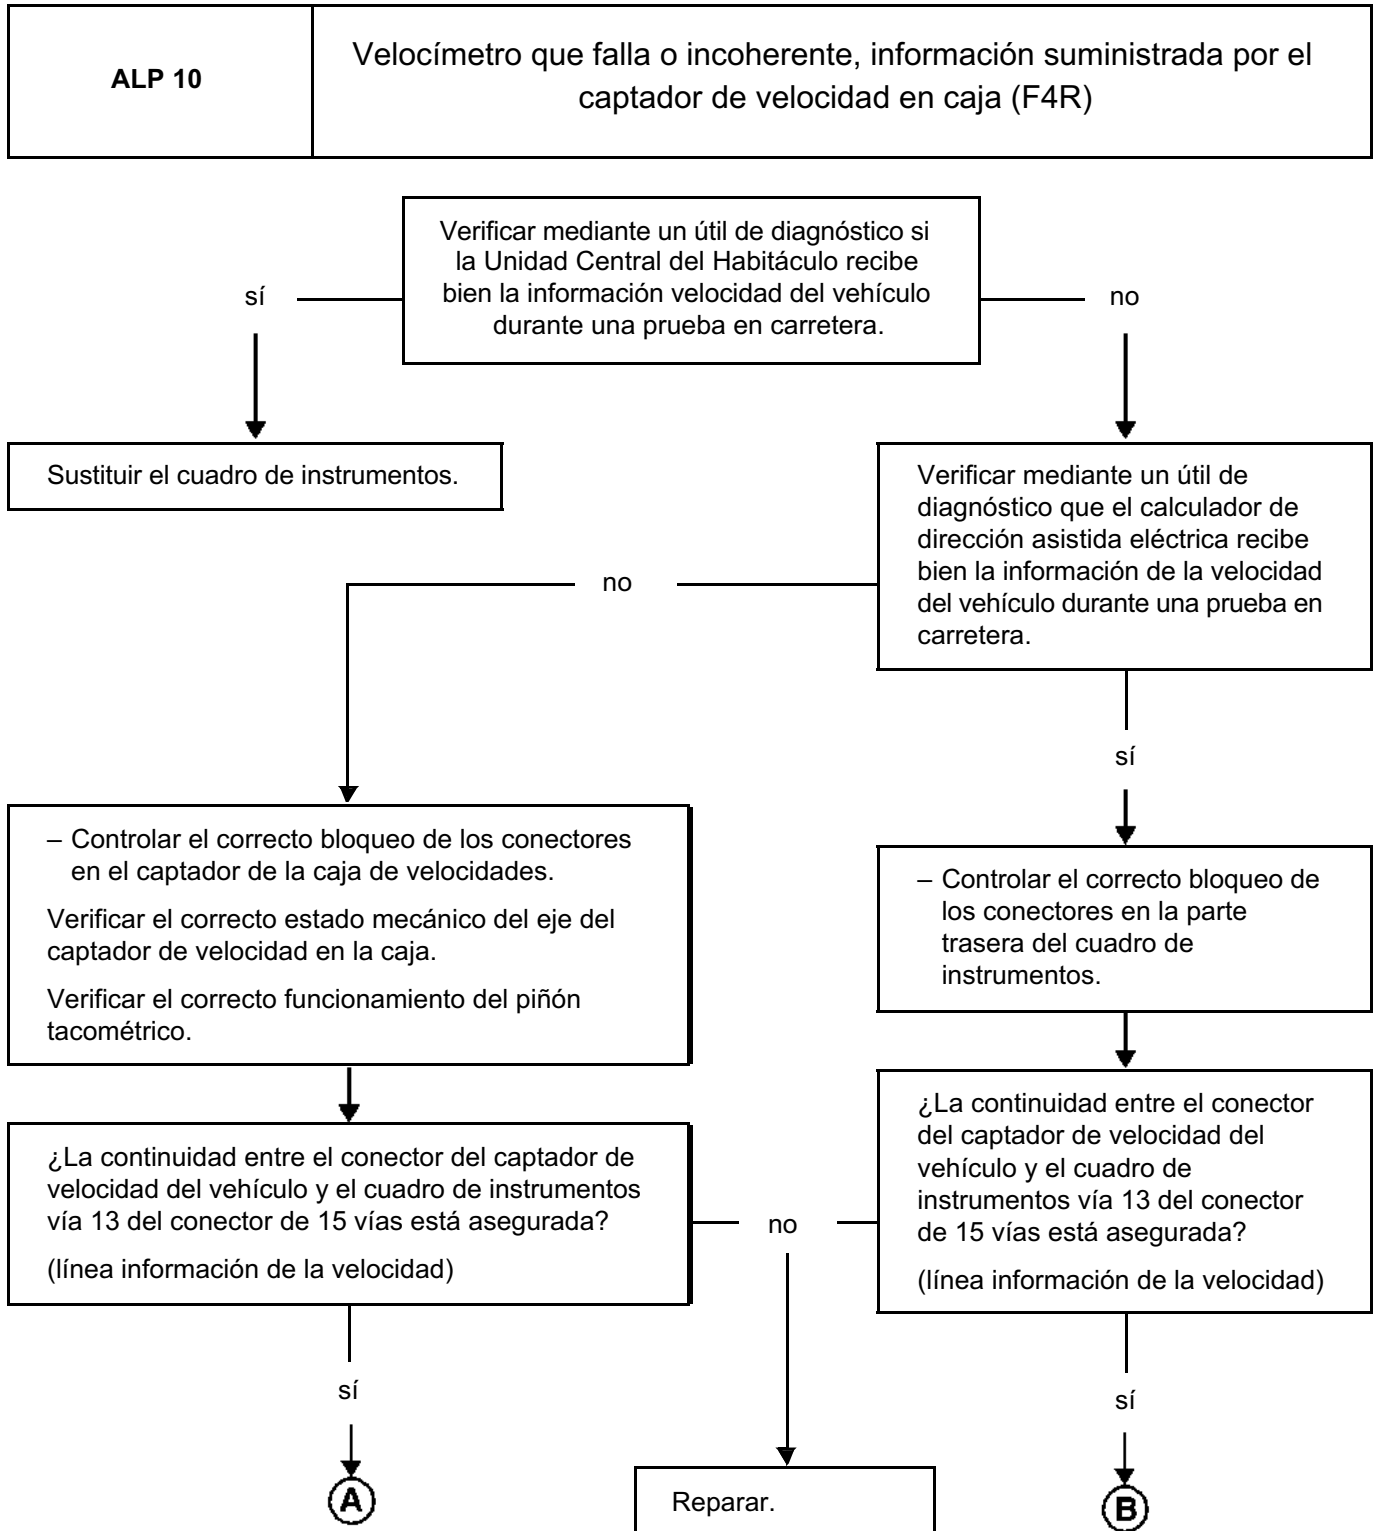 ALP 10
Velocímetro que falla o incoherente, información suministrada por el
captador de velocidad en caja (F4R)
Verificar mediante un útil de diagnóstico si
la Unidad Central del Habitáculo recibe
bien la información velocidad del vehículo
durante una prueba en carretera.
sí
no
Sustituir el cuadro de instrumentos.
Verificar mediante un útil de
diagnóstico que el calculador de
dirección asistida eléctrica recibe
bien la información de la velocidad
del vehículo durante una prueba en
carretera.
no
sí
– Controlar el correcto bloqueo de los conectores
en el captador de la caja de velocidades.
Verificar el correcto estado mecánico del eje del
captador de velocidad en la caja.
Verificar el correcto funcionamiento del piñón
tacométrico.
– Controlar el correcto bloqueo de
los conectores en la parte
trasera del cuadro de
instrumentos.
¿La continuidad entre el conector del captador de
velocidad del vehículo y el cuadro de instrumentos
vía 13 del conector de 15 vías está asegurada?
(línea información de la velocidad)
no
¿La continuidad entre el conector
del captador de velocidad del
vehículo y el cuadro de
instrumentos vía 13 del conector
de 15 vías está asegurada?
(línea información de la velocidad)
sí
sí
A
Reparar.
B